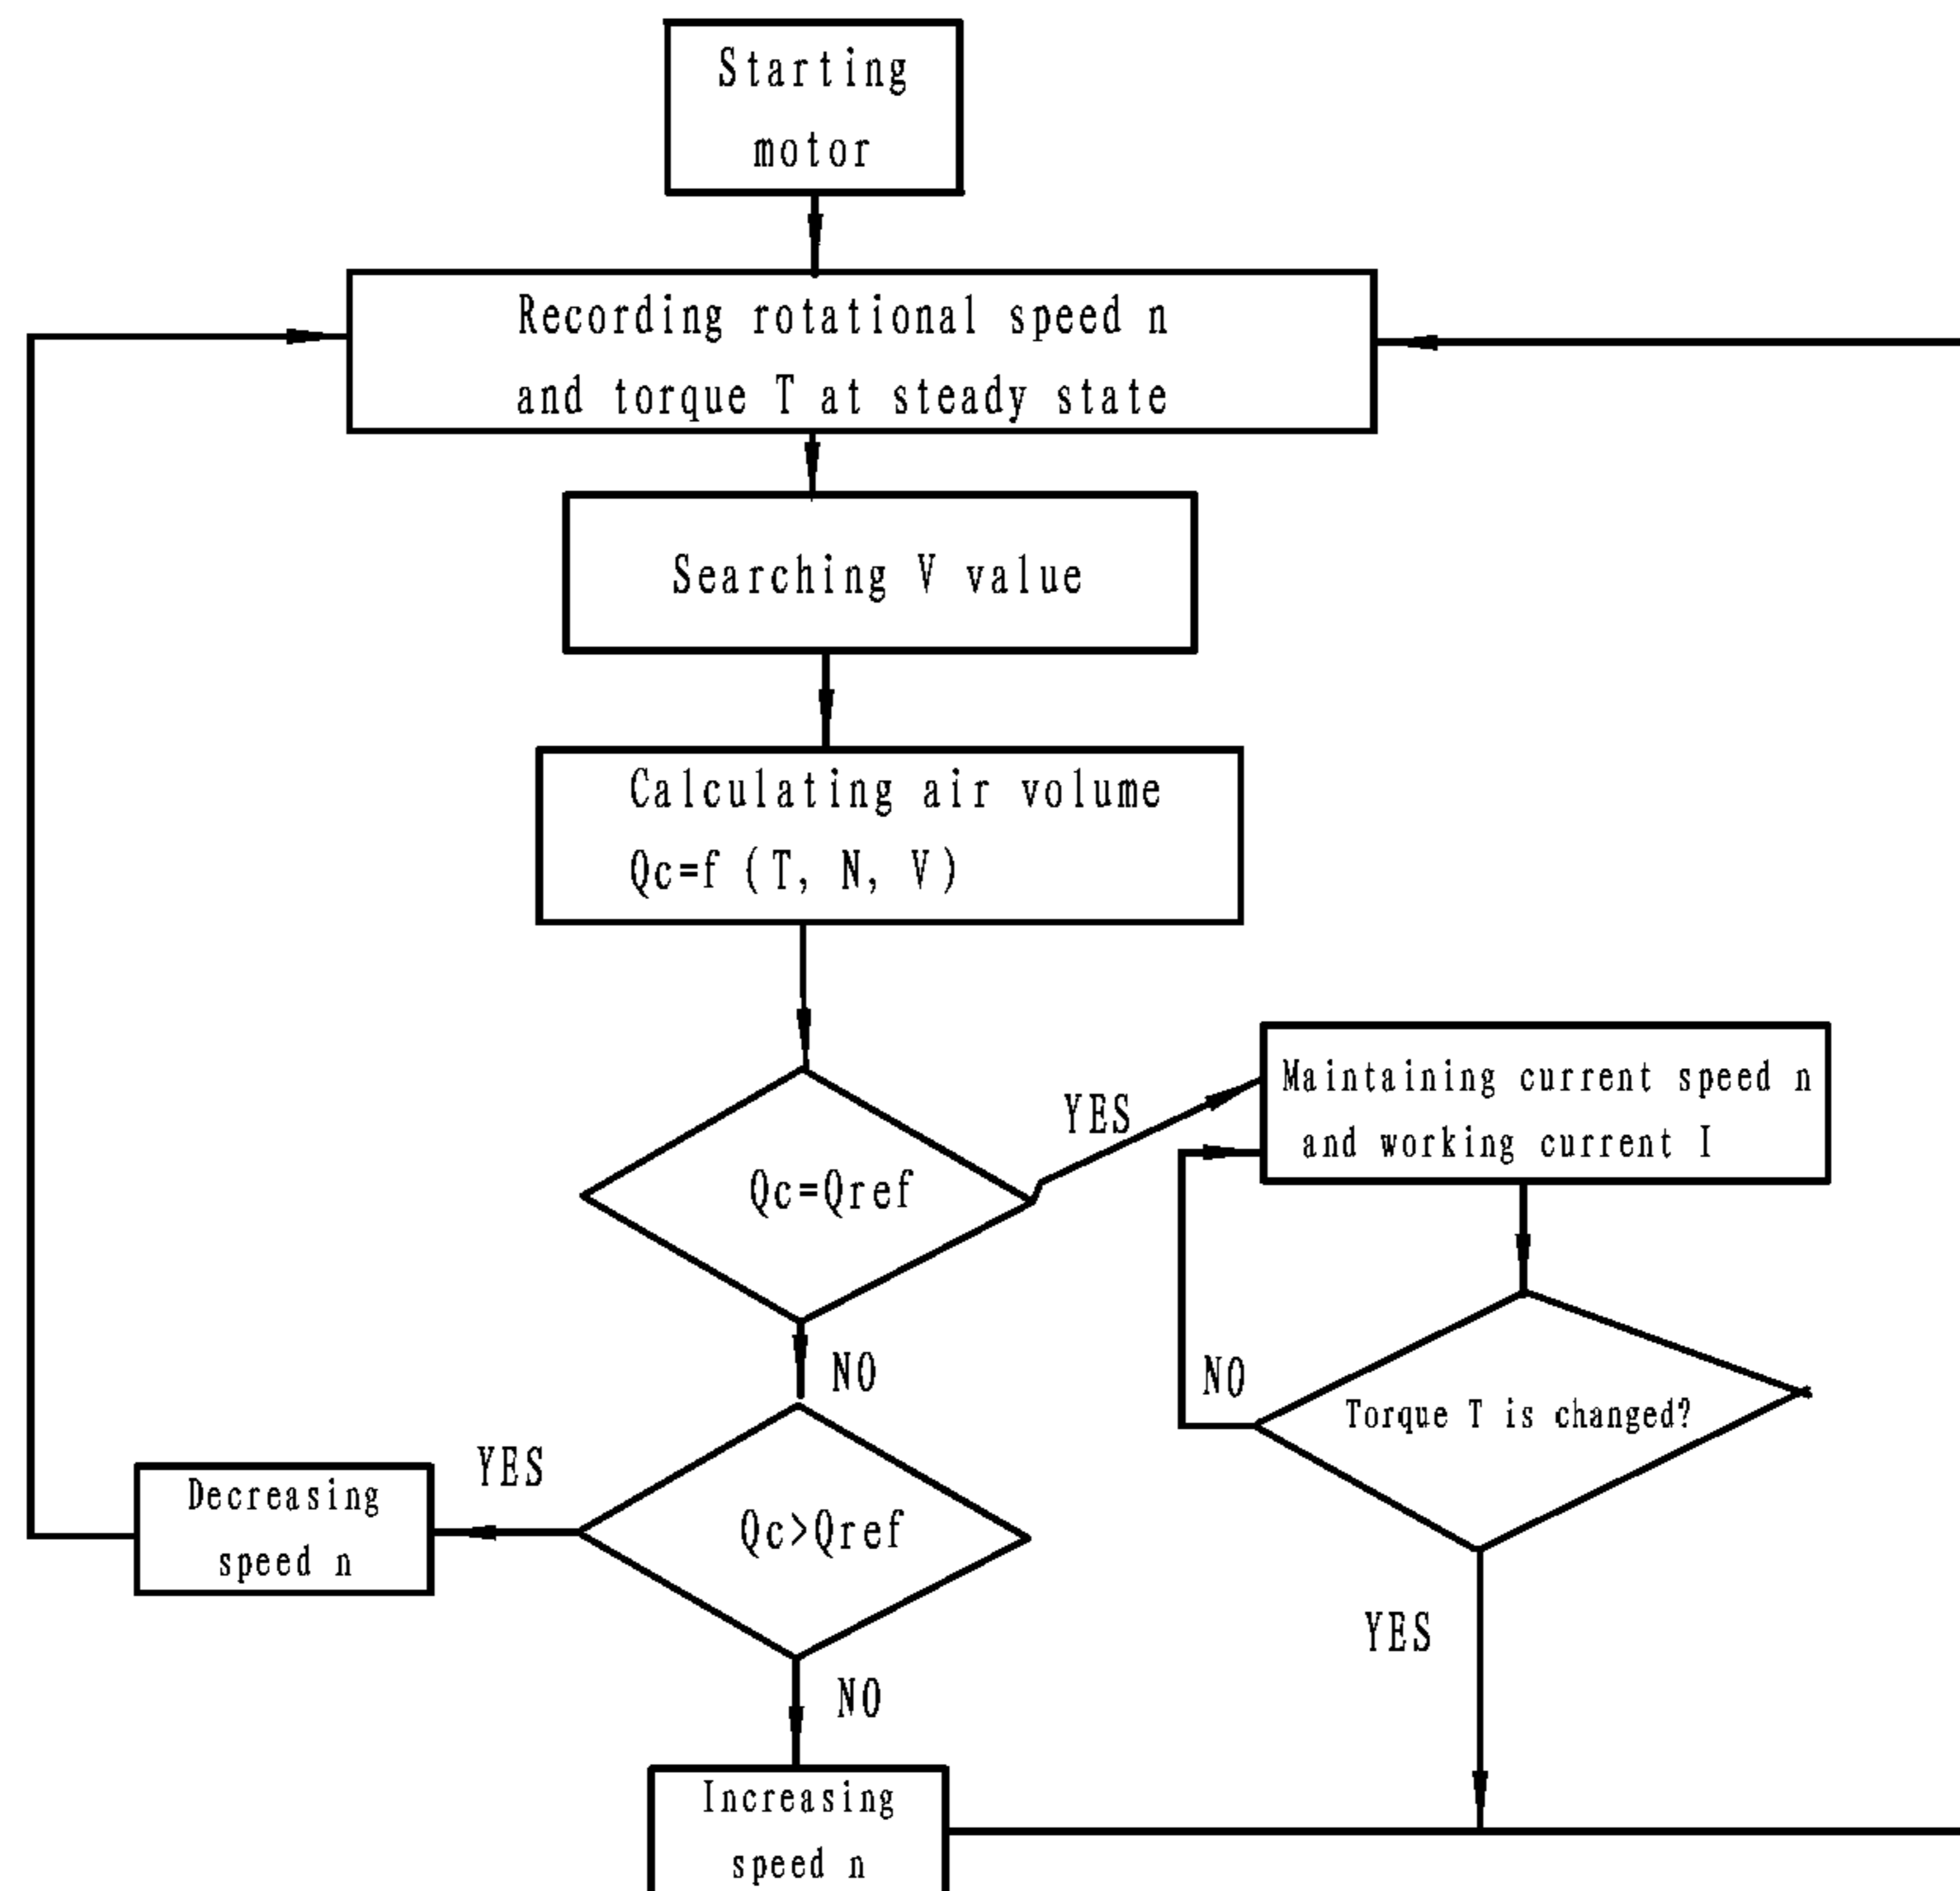 Starting
motor
Recording rotational speed n
and torque T at steady state
Searching V value
Calculating air volume
Qc=f (T, N, V)
Maintaining current speed n
and working current I
YES
Qc=Qref
NO
NO
Torque T is changed?
YES
Decreasing
speed n
Qc>Qref
YES
NO
Increasing
speed n